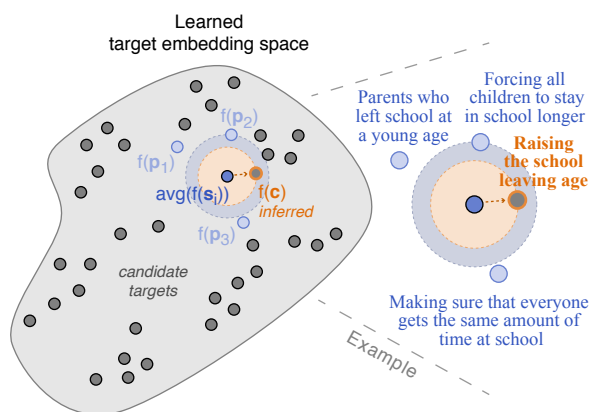 Learned
target embedding space
f(p₂)
f(p₁)
avg(f(sᵢ))
f(c)
inferred
f(p₃)
candidate
targets
Parents who
left school at
a young age
Forcing all
children to stay
in school longer
Raising
the school
leaving age
Making sure that everyone
gets the same amount of
time at school
Example